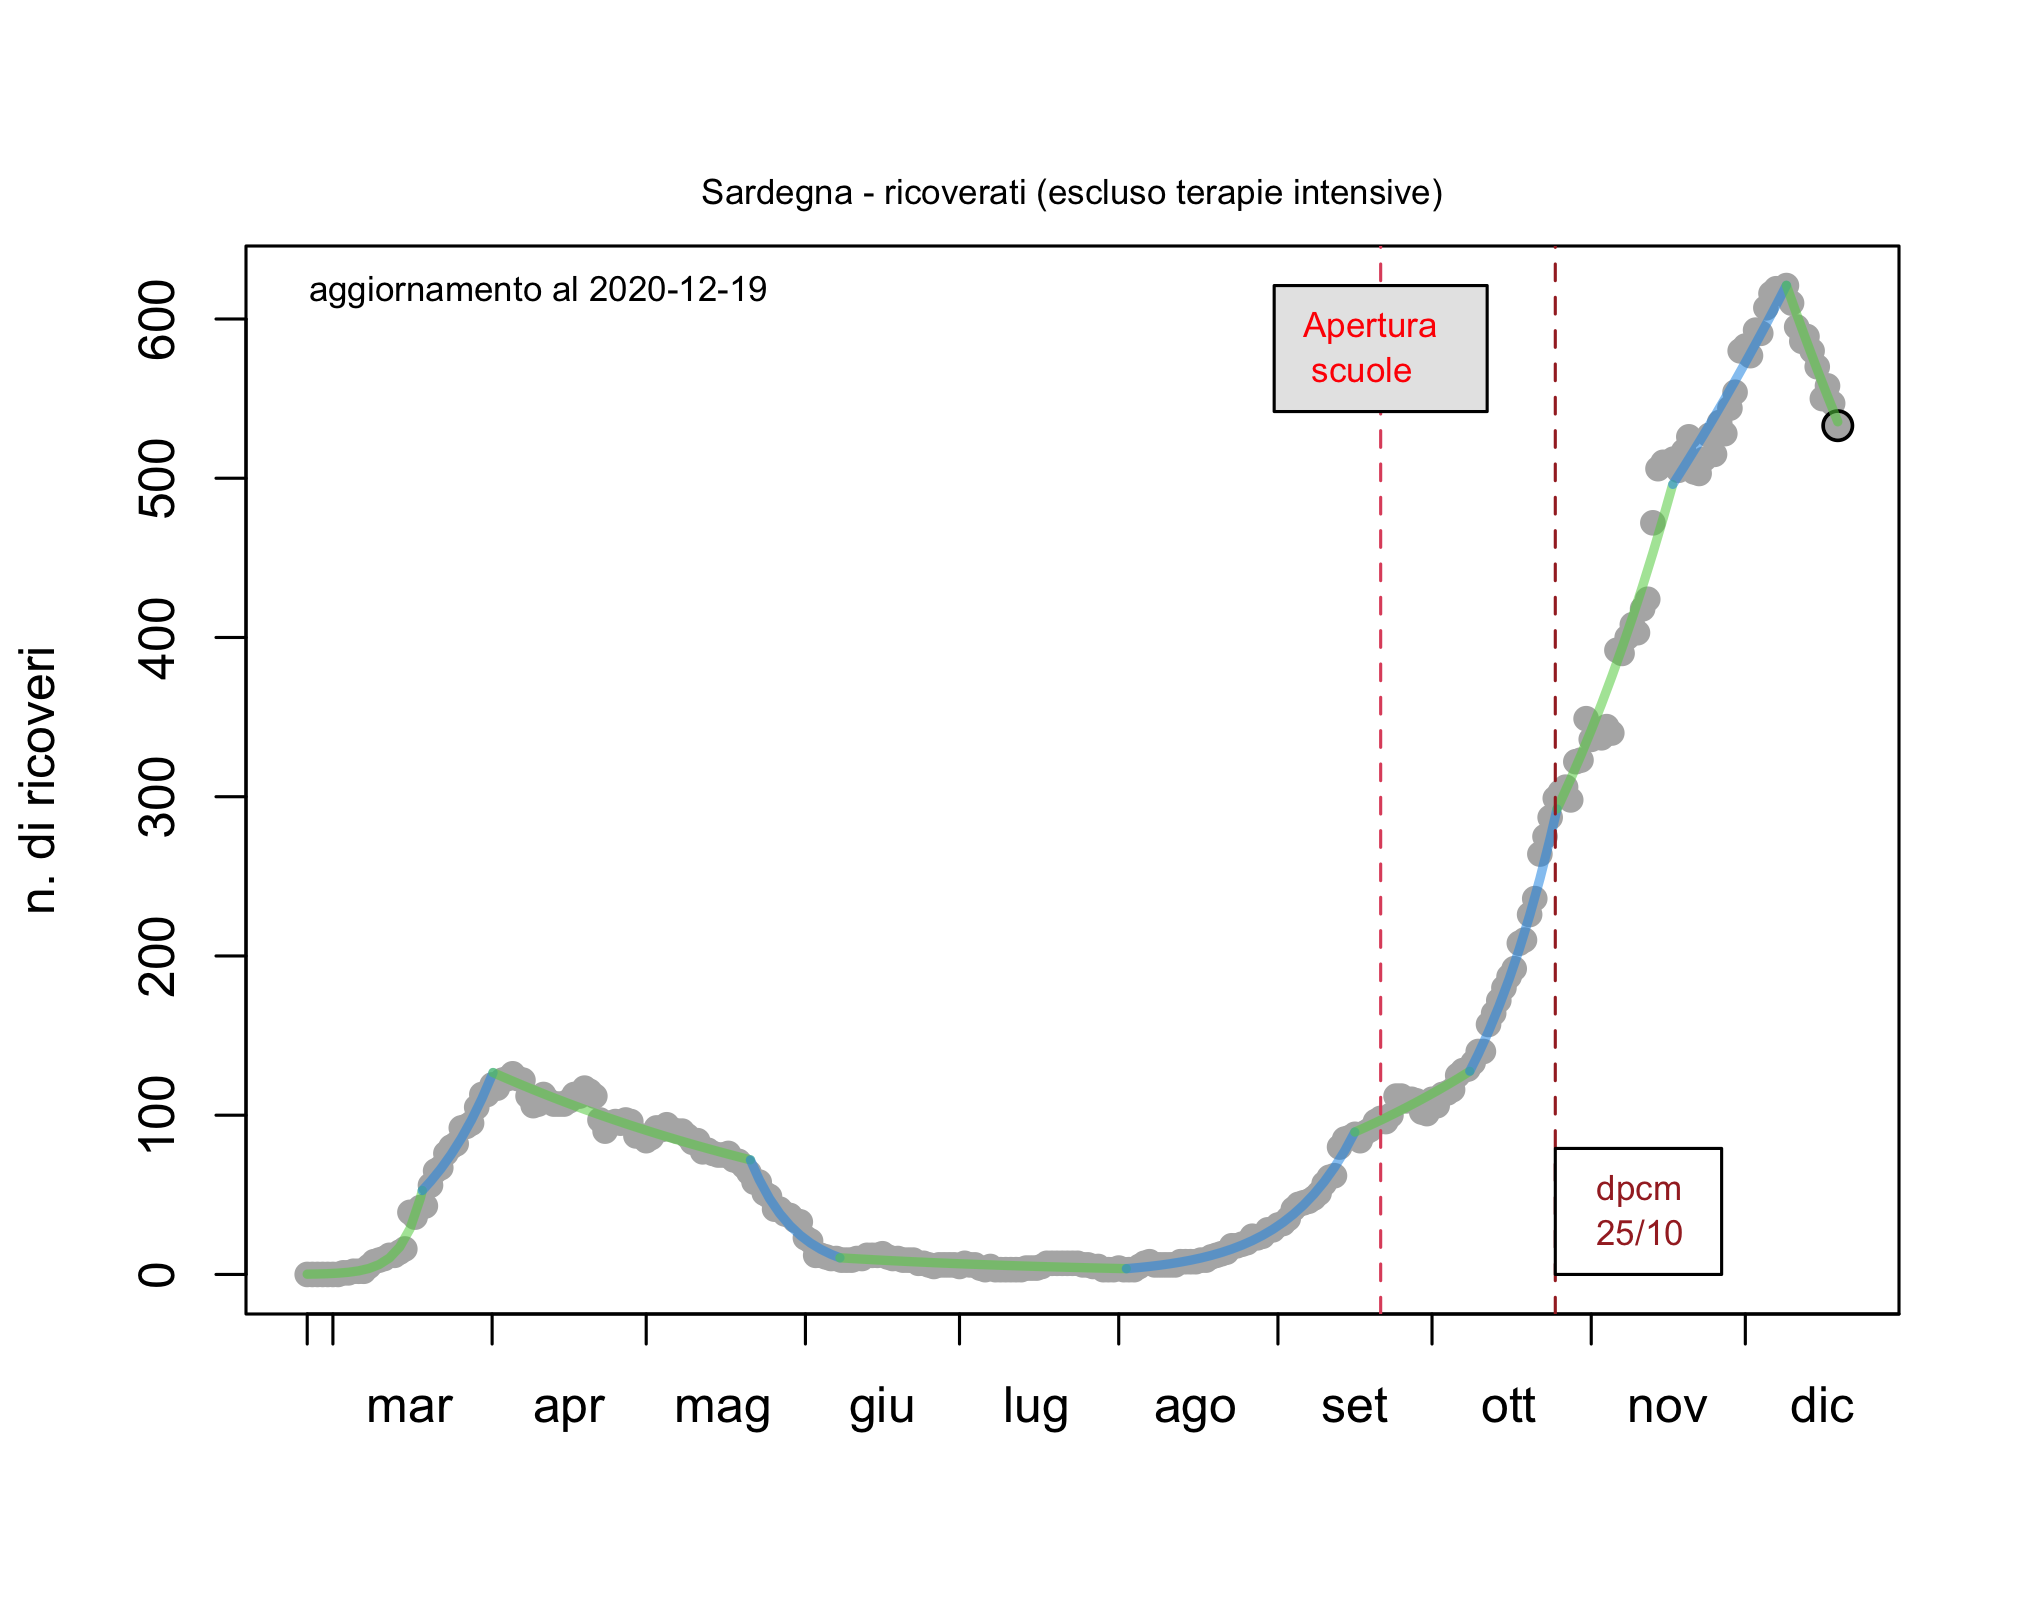 Sardegna - ricoverati (escluso terapie intensive)
aggiornamento al 2020-12-19
Apertura
scuole
dpcm
25/10
n. di ricoveri
600
500
400
300
200
100
0
mar apr mag giu lug ago set ott nov dic